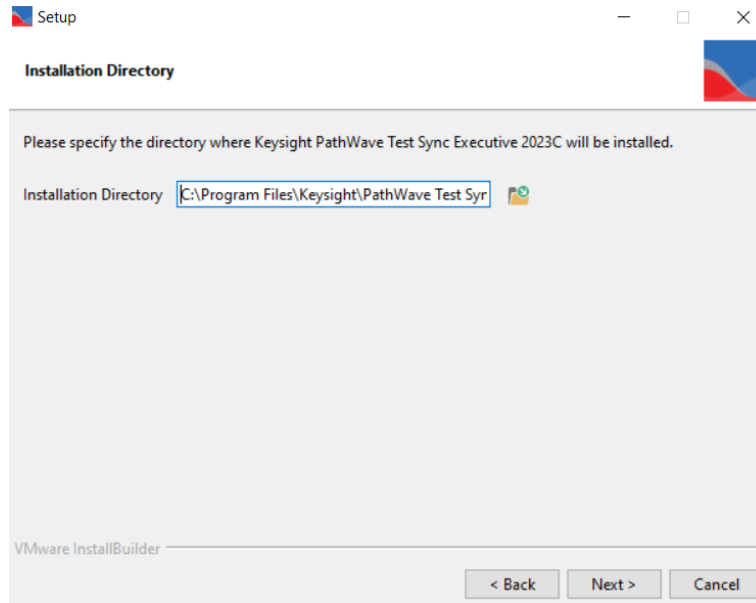 Setup
Installation Directory
Please specify the directory where Keysight PathWave Test Sync Executive 2023C will be installed.
Installation Directory C:\Program Files\Keysight\PathWave Test Syr
VMware InstallBuilder
< Back Next > Cancel